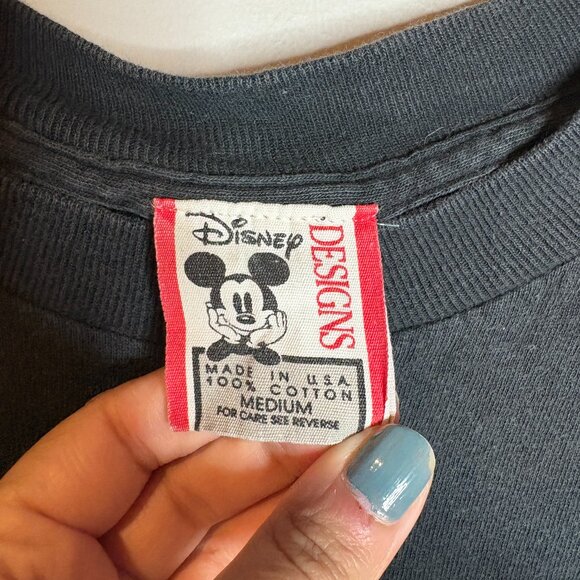 Disney
DESIGNS
MADE IN U.S.A.
100% COTTON
MEDIUM
FOR CARE SEE REVERSE